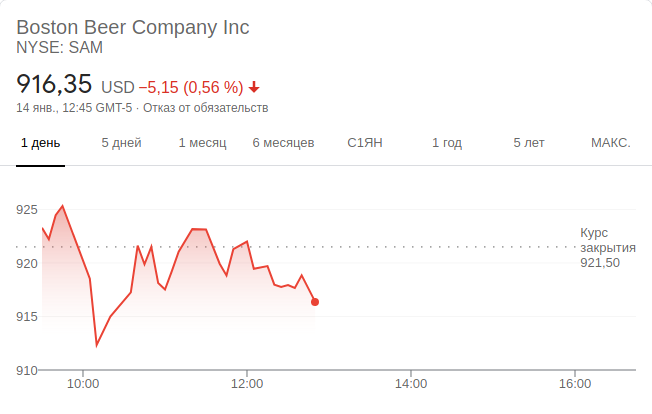 Boston Beer Company Inc
NYSE: SAM
916,35 USD −5,15 (0,56 %)
14 янв., 12:45 GMT-5 · Отказ от обязательств
1 день 5 дней 1 месяц 6 месяцев С1ЯН 1 год 5 лет МАКС.
925
Курс
закрытия
921,50
920
915
910
10:00 12:00 14:00 16:00